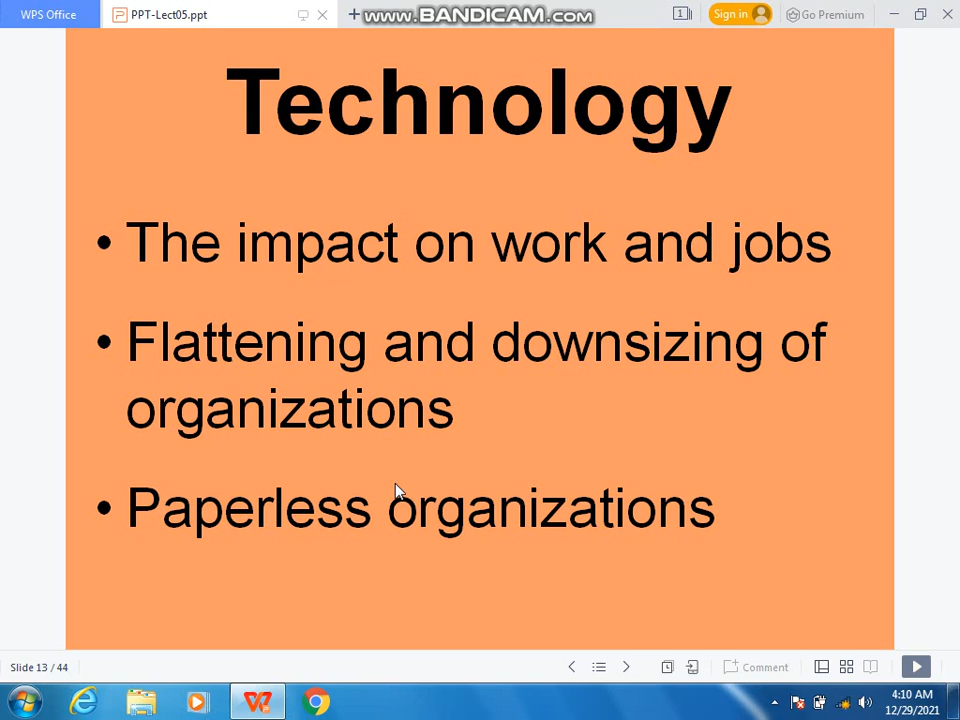 WPS Office
PPT-Lect05.ppt
www.BANDICAM.com
1
Sign in
Go Premium
Technology
• The impact on work and jobs
• Flattening and downsizing of
organizations
• Paperless organizations
Slide 13 / 44
Comment
4:10 AM
12/29/2021